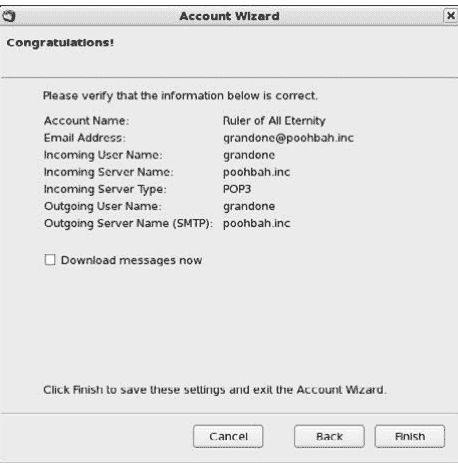 Account Wizard
Congratulations!
Please verify that the information below is correct.
Account Name: Ruler of All Eternity
Email Address: grandone@poohbah.inc
Incoming User Name: grandone
Incoming Server Name: poohbah.inc
Incoming Server Type: POP3
Outgoing User Name: grandone
Outgoing Server Name (SMTP): poohbah.inc
Download messages now
Click Finish to save these settings and exit the Account Wizard.
Cancel Back Finish